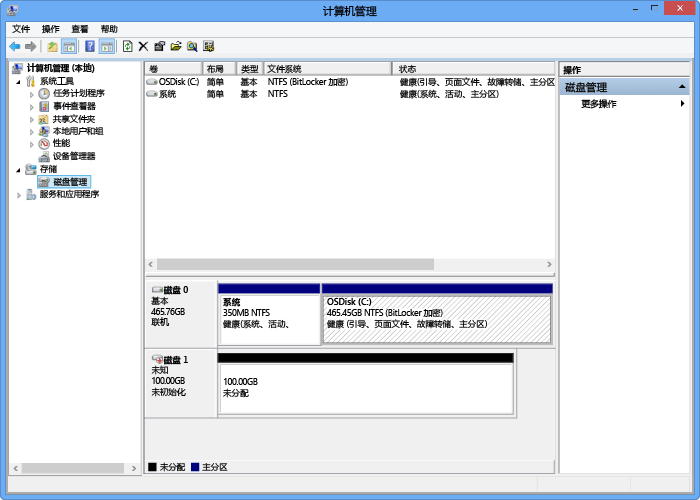 计算机管理
文件 操作 查看 帮助
计算机管理 (本地)
系统工具
任务计划程序
事件查看器
共享文件夹
本地用户和组
性能
设备管理器
存储
磁盘管理
服务和应用程序
卷 布局 类型 文件系统 状态
OSDisk (C:) 简单 基本 NTFS (BitLocker 加密) 健康(引导、页面文件、故障转储、主分区
系统 简单 基本 NTFS 健康(系统、活动、主分区)
操作
磁盘管理
更多操作
磁盘 0
基本
465.76GB
联机
系统
350MB NTFS
健康(系统、活动、
OSDisk (C:)
465.45GB NTFS (BitLocker 加密)
健康 (引导、页面文件、故障转储、主分区)
磁盘 1
未知
100.00GB
未初始化
100.00GB
未分配
未分配 主分区